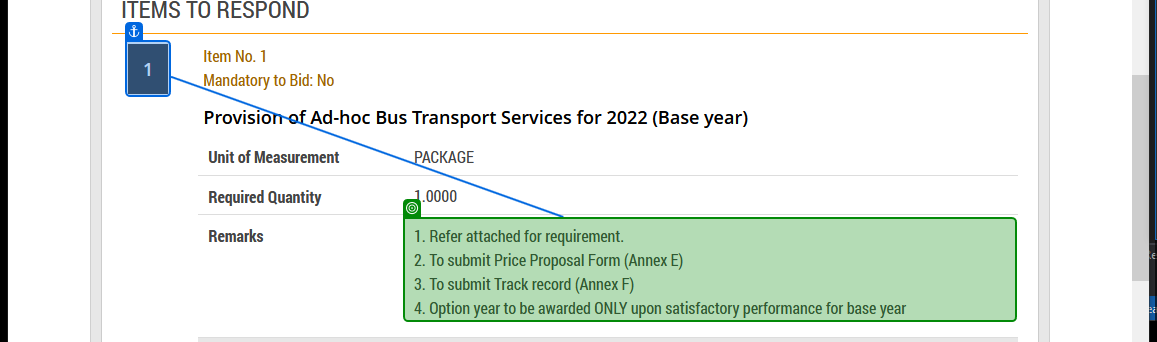 ITEMS TO RESPOND
1
Item No. 1
Mandatory to Bid: No
Provision of Ad-hoc Bus Transport Services for 2022 (Base year)
Unit of Measurement PACKAGE
Required Quantity 1.0000
Remarks 1. Refer attached for requirement.
2. To submit Price Proposal Form (Annex E)
3. To submit Track record (Annex F)
4. Option year to be awarded ONLY upon satisfactory performance for base year